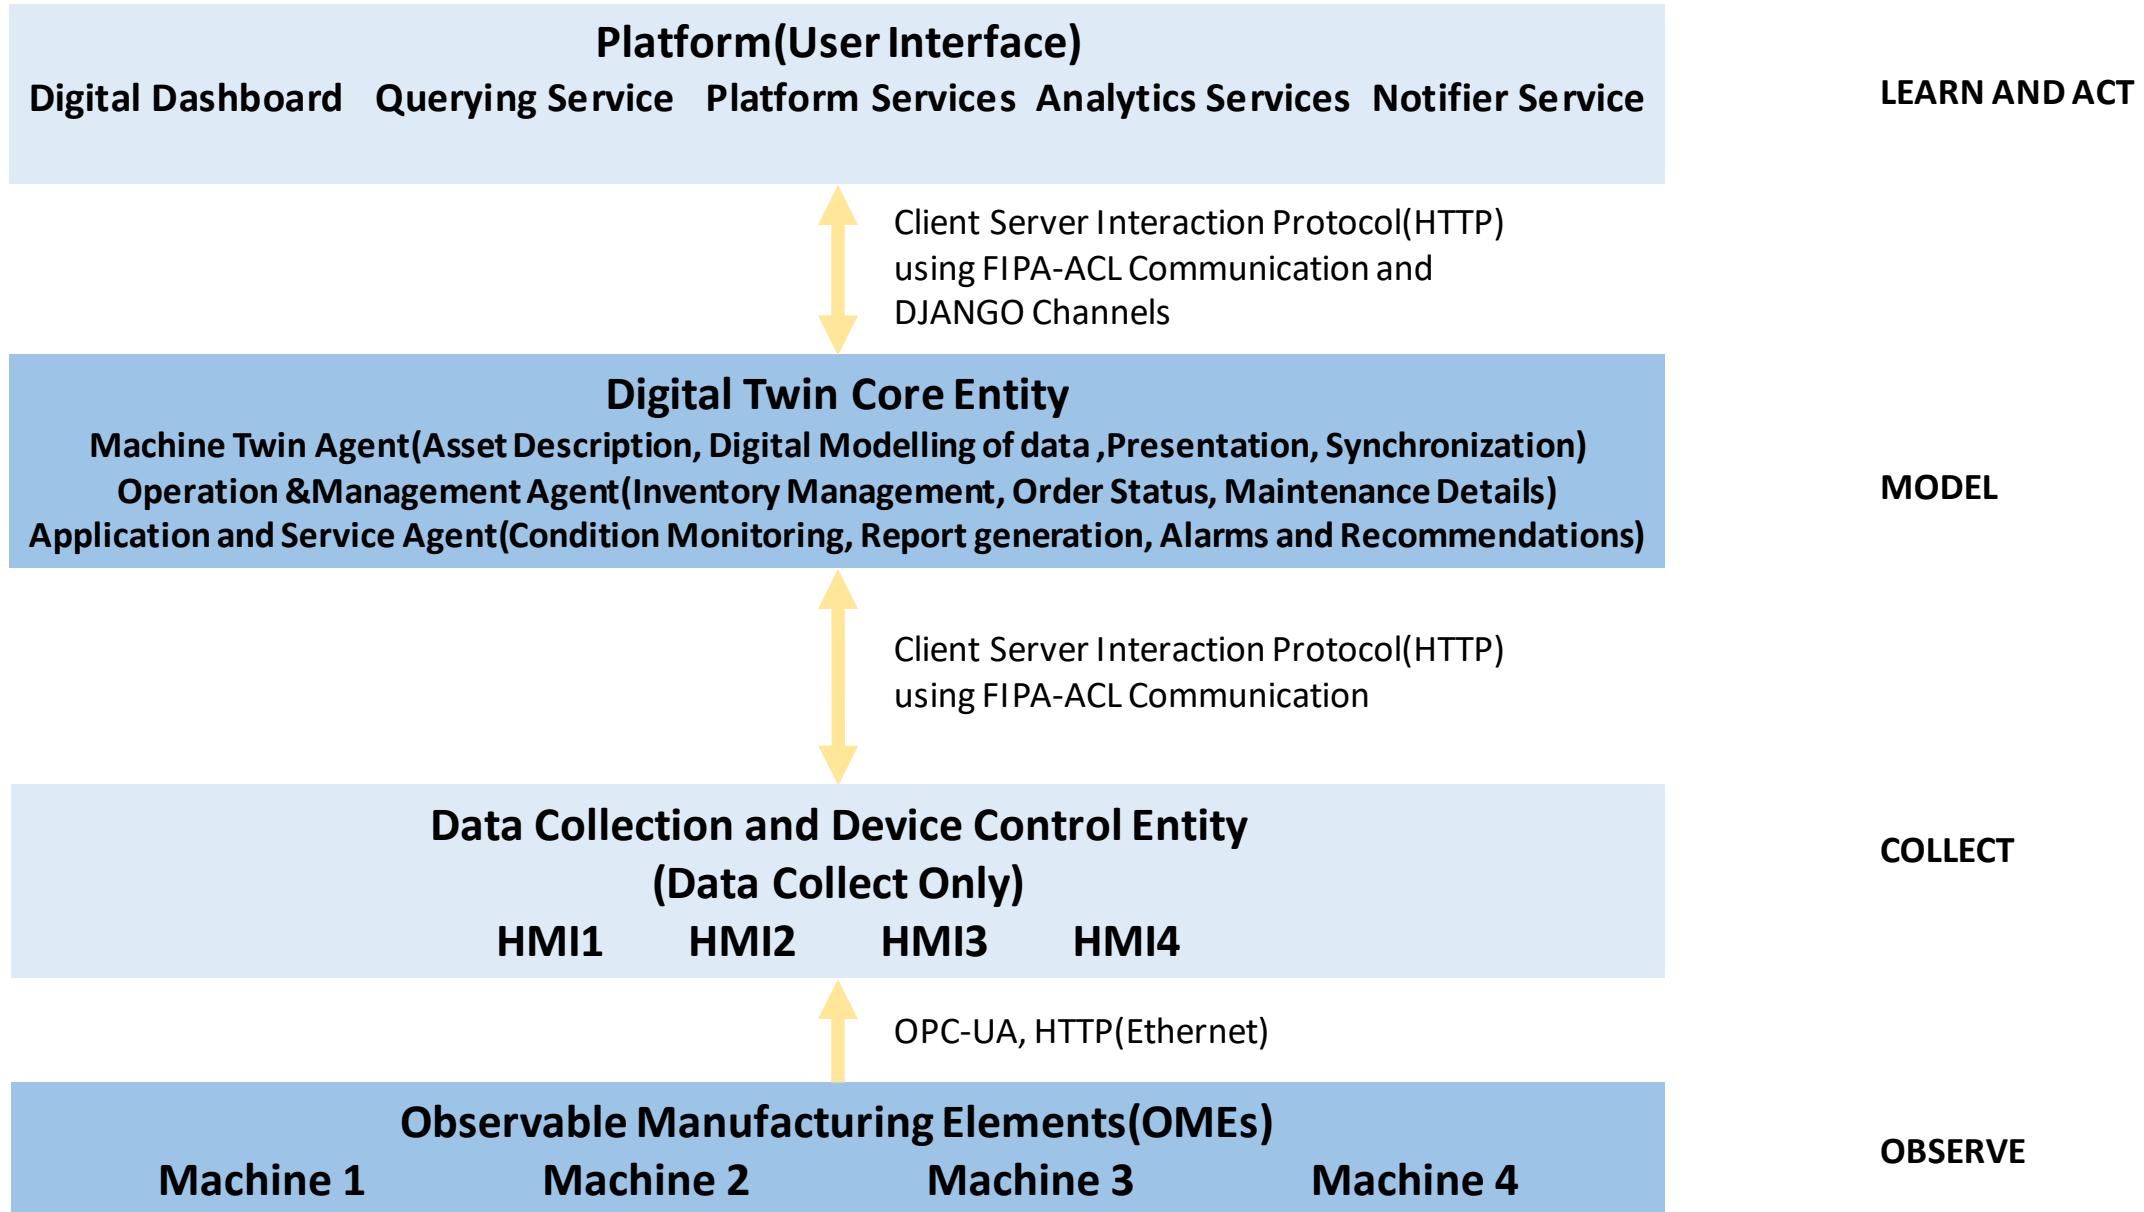 Platform(User Interface)
Digital Dashboard Querying Service Platform Services Analytics Services Notifier Service
LEARN AND ACT
Client Server Interaction Protocol(HTTP)
using FIPA-ACL Communication and
DJANGO Channels
Digital Twin Core Entity
Machine Twin Agent(Asset Description, Digital Modelling of data ,Presentation, Synchronization)
Operation &Management Agent(Inventory Management, Order Status, Maintenance Details)
Application and Service Agent(Condition Monitoring, Report generation, Alarms and Recommendations)
MODEL
Client Server Interaction Protocol(HTTP)
using FIPA-ACL Communication
Data Collection and Device Control Entity
(Data Collect Only)
HMI1 HMI2 HMI3 HMI4
COLLECT
OPC-UA, HTTP(Ethernet)
Observable Manufacturing Elements(OMEs)
Machine 1 Machine 2 Machine 3 Machine 4
OBSERVE